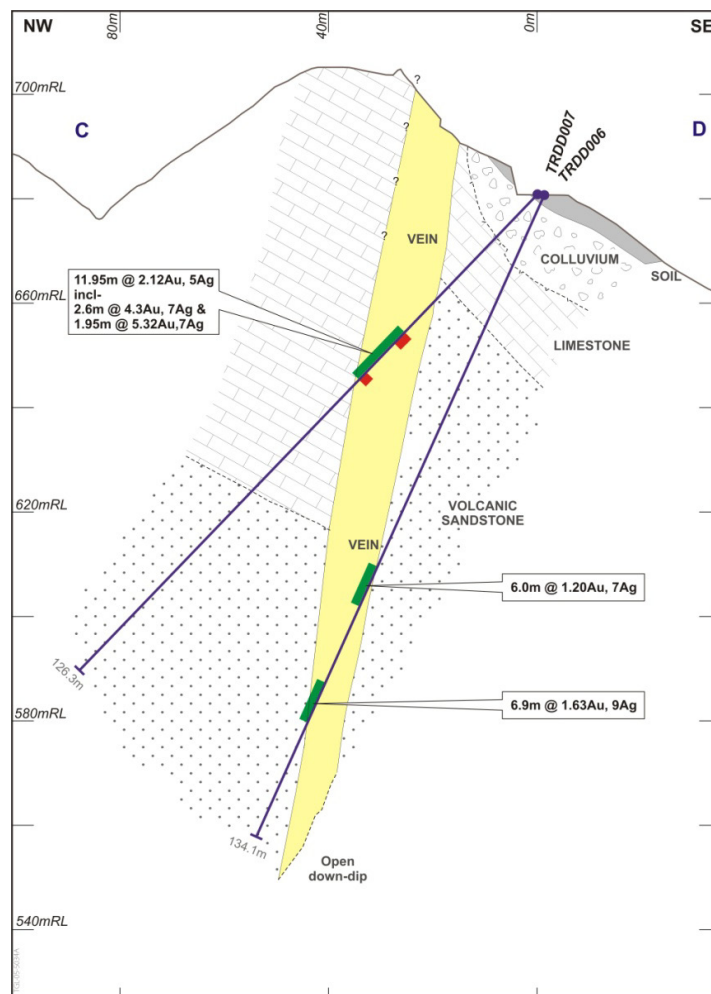 NW
80m
40m
0m
SE
700mRL
?
C
D
TRDD007
TRDD006
?
?
?
VEIN
COLLUVIUM
SOIL
11.95m @ 2.12Au, 5Ag
incl-
2.6m @ 4.3Au, 7Ag &
1.95m @ 5.32Au,7Ag
660mRL
LIMESTONE
620mRL
VOLCANIC
SANDSTONE
VEIN
6.0m @ 1.20Au, 7Ag
126.3m
6.9m @ 1.63Au, 9Ag
580mRL
134.1m
Open
down-dip
540mRL